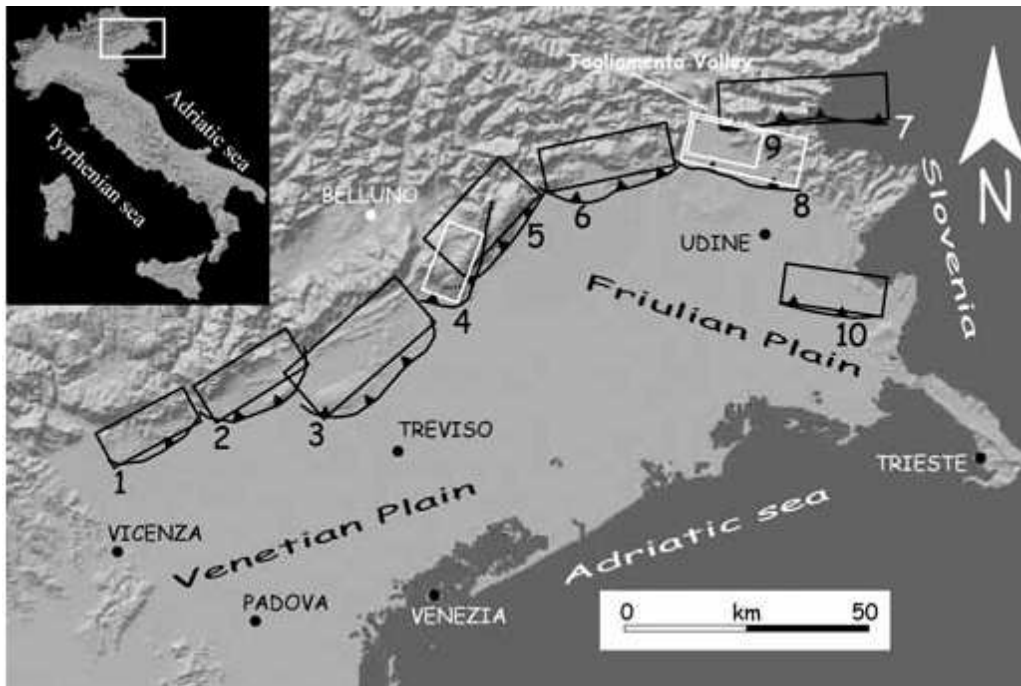 Adriatic sea
Tyrrhenian sea
Tagliamento Valley
7
9
8
BELLUNO
6
5
UDINE
Slovenia
N
4
Friulian Plain
10
3
2
1
TREVISO
TRIESTE
VICENZA
Venetian Plain
Adriatic sea
PADOVA
VENEZIA
0 km 50